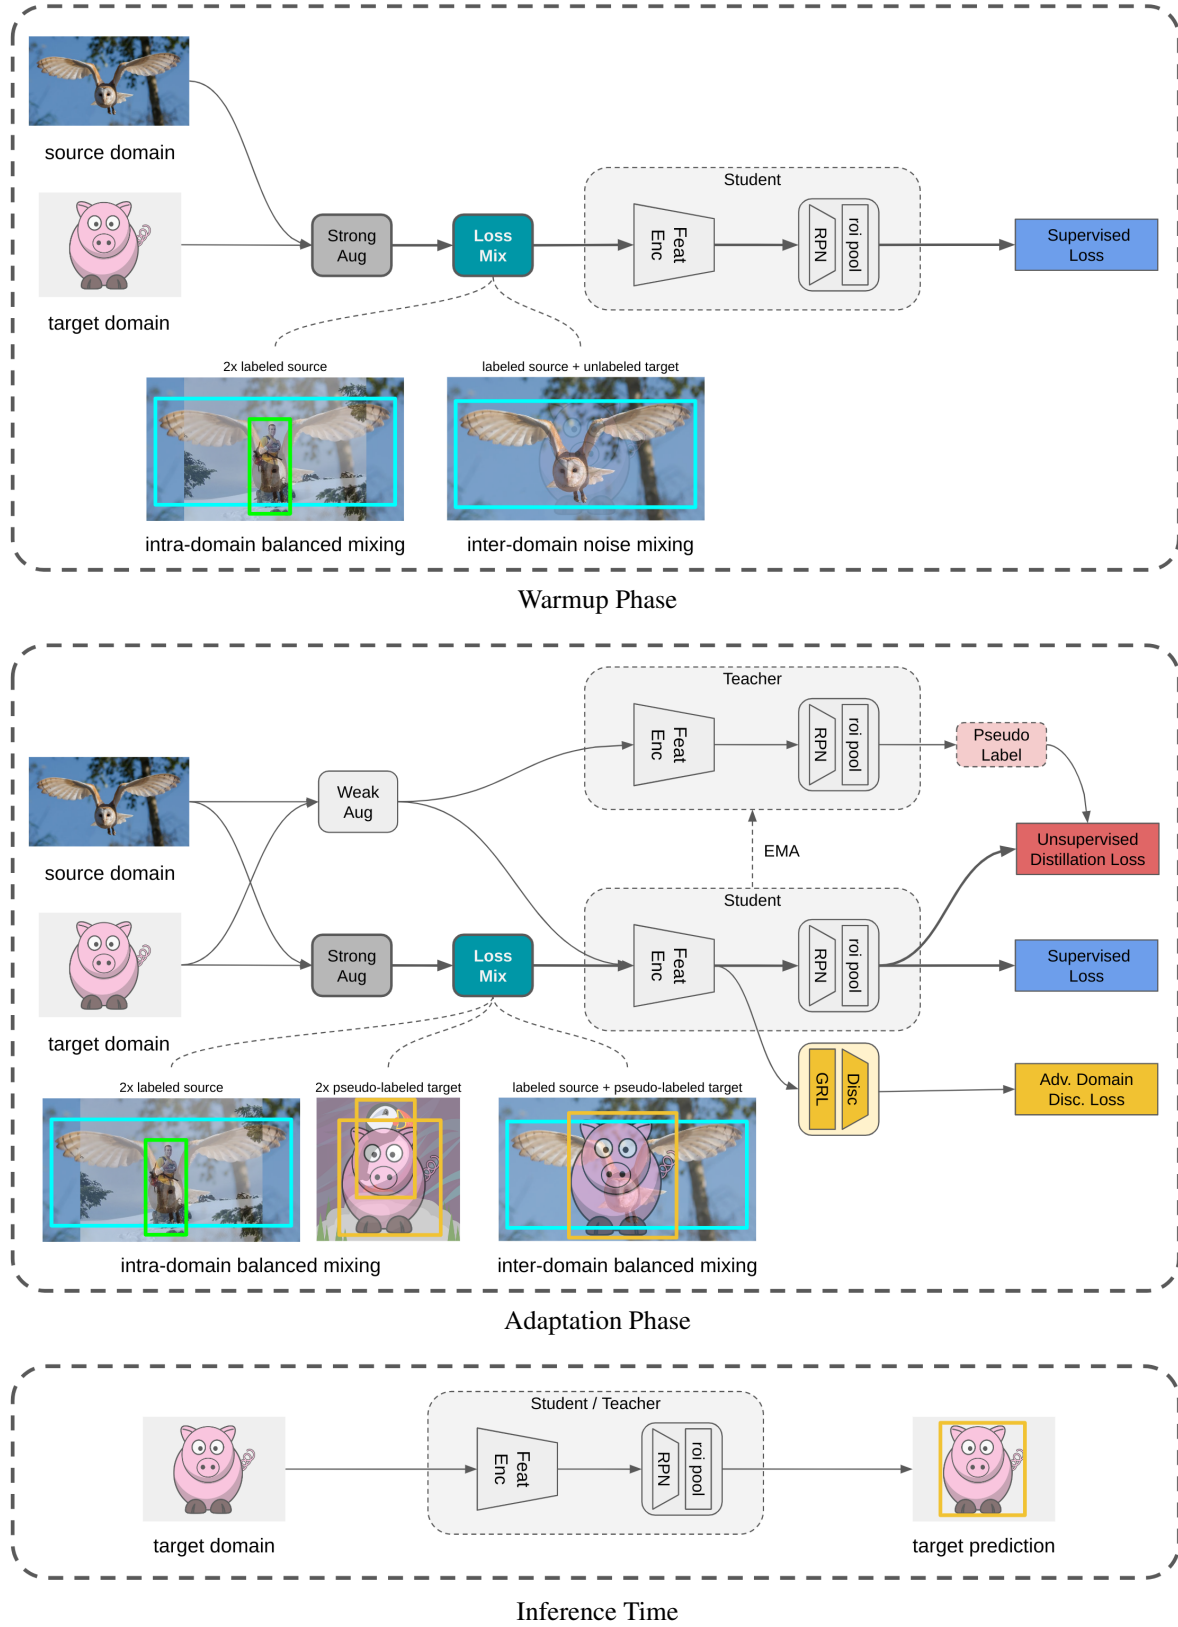 source domain
target domain
Strong
Aug
Loss
Mix
Student
Feat
Enc
RPN
roi pool
Supervised
Loss
2x labeled source
labeled source + unlabeled target
intra-domain balanced mixing
inter-domain noise mixing
Warmup Phase
Teacher
Feat
Enc
RPN
roi pool
Pseudo
Label
source domain
Weak
Aug
Unsupervised
Distillation Loss
EMA
target domain
Strong
Aug
Loss
Mix
Student
Feat
Enc
RPN
roi pool
Supervised
Loss
GRL
Disc
Adv. Domain
Disc. Loss
2x labeled source
2x pseudo-labeled target
labeled source + pseudo-labeled target
intra-domain balanced mixing
inter-domain balanced mixing
Adaptation Phase
Student / Teacher
Feat
Enc
RPN
roi pool
target domain
target prediction
Inference Time